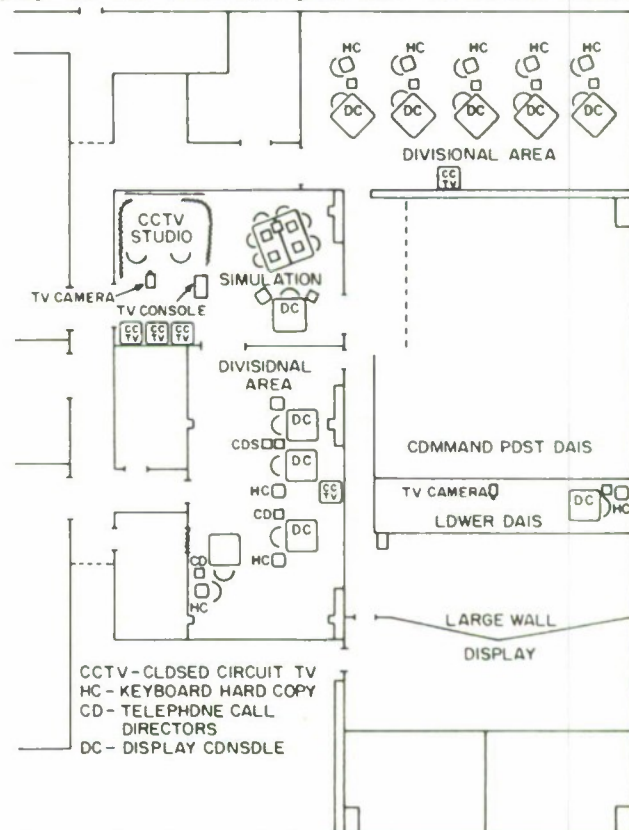 HC HC HC HC HC
DC DC DC DC DC
DIVISIONAL AREA
CC
TV
CCTV
STUDIO
SIMULATION
TV CAMERA
TV CONSOLE
DC
CC
TV
CC
TV
CC
TV
DIVISIDNAL
AREA
DC
CDS
DC
HC
CC
TV
CD
DC
HC
CD
HC
CDMMAND PDST DAIS
TV CAMERA
DC
HC
LDWER DAIS
LARGE WALL
DISPLAY
CCTV-CLDSED CIRCUIT TV
HC-KEYBOARD HARD COPY
CD-TELEPHDNE CALL
DIRECTORS
DC-DISPLAY CDNSDLE